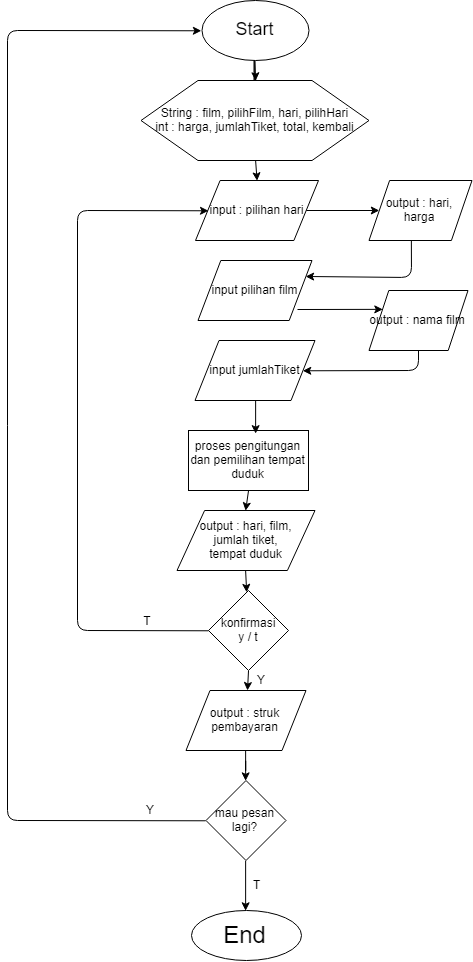 Start
String : film, pilihFilm, hari, pilihHari
int : harga, jumlahTiket, total, kembali
input : pilihan hari
output : hari,
harga
input pilihan film
output : nama film
input jumlahTiket
proses pengitungan
dan pemilihan tempat
duduk
output : hari, film,
jumlah tiket,
tempat duduk
konfirmasi
y / t
T
Y
output : struk
pembayaran
mau pesan
lagi?
Y
T
End